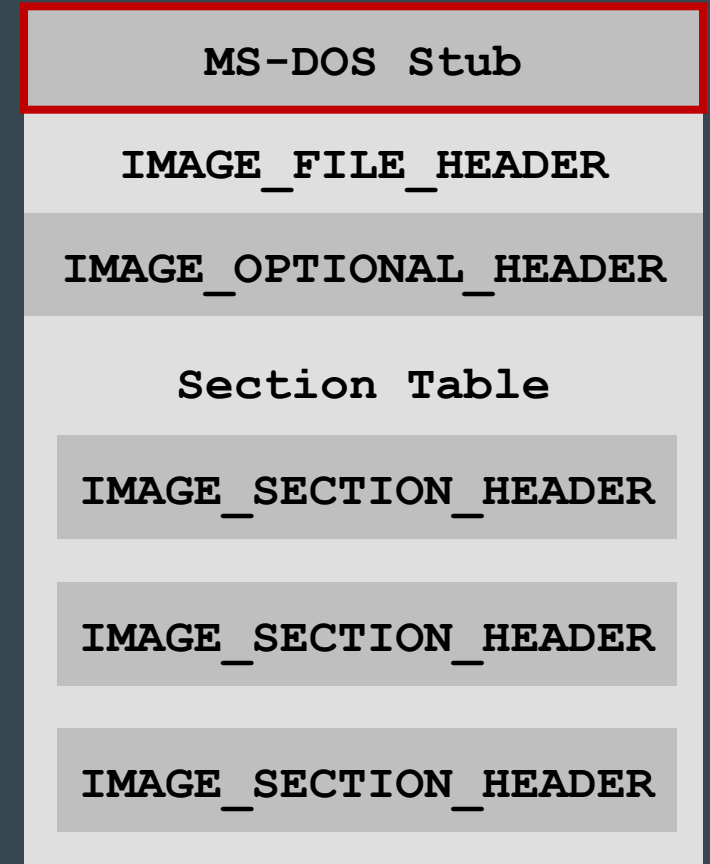 MS-DOS Stub
IMAGE_FILE_HEADER
IMAGE_OPTIONAL_HEADER
Section Table
IMAGE_SECTION_HEADER
IMAGE_SECTION_HEADER
IMAGE_SECTION_HEADER